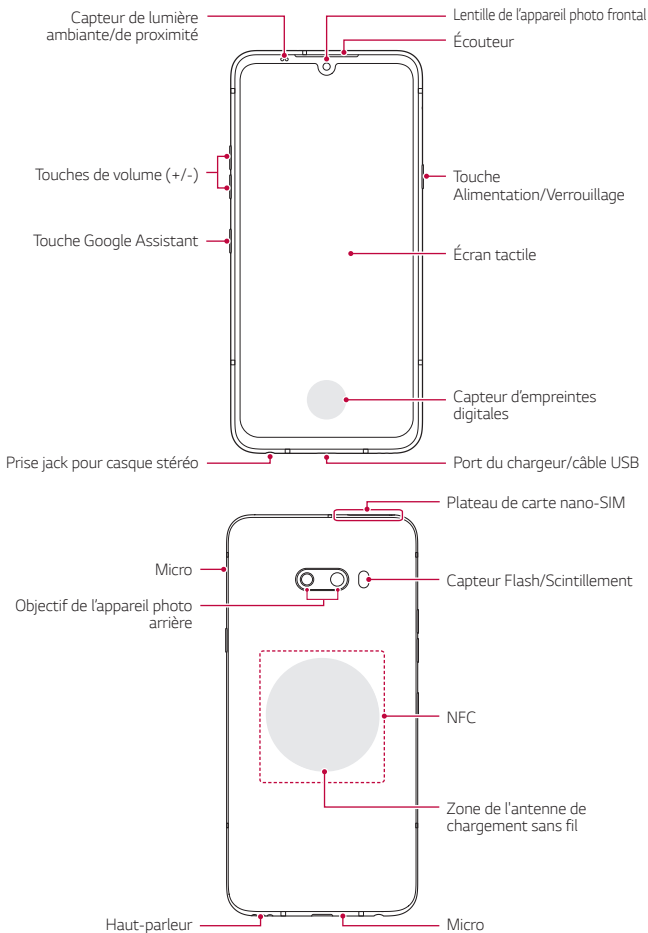 Capteur de lumière
ambiante/de proximité
Lentille de l'appareil photo frontal
Écouteur
Touches de volume (+/-)
Touche
Alimentation/Verrouillage
Touche Google Assistant
Écran tactile
Capteur d'empreintes
digitales
Prise jack pour casque stéréo
Port du chargeur/câble USB
Plateau de carte nano-SIM
Micro
Capteur Flash/Scintillement
Objectif de l'appareil photo
arrière
NFC
Zone de l'antenne de
chargement sans fil
Haut-parleur
Micro